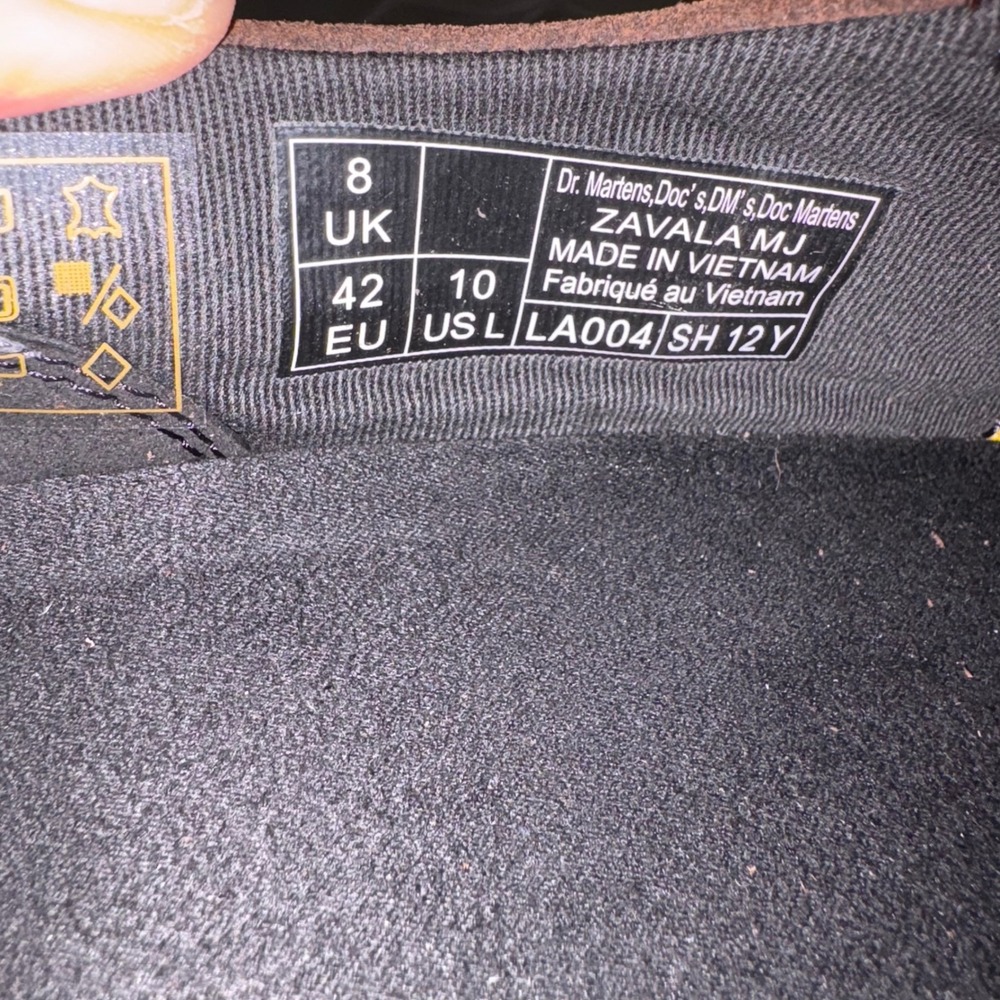 8
UK
42
EU
10
US L
Dr. Martens,Doc's,DM's,Doc Martens
ZAVALA MJ
MADE IN VIETNAM
Fabriqué au Vietnam
LA004
SH 12 Y